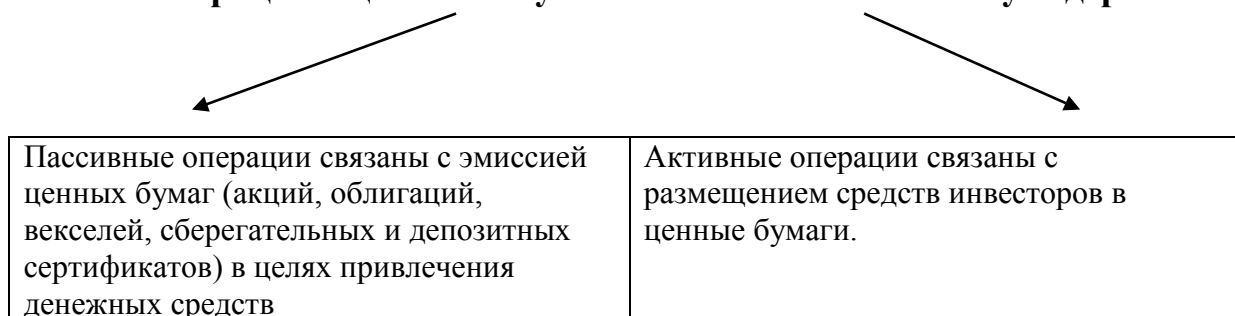 Пассивные операции связаны с эмиссией
ценных бумаг (акций, облигаций,
векселей, сберегательных и депозитных
сертификатов) в целях привлечения
денежных средств
Активные операции связаны с
размещением средств инвесторов в
ценные бумаги.